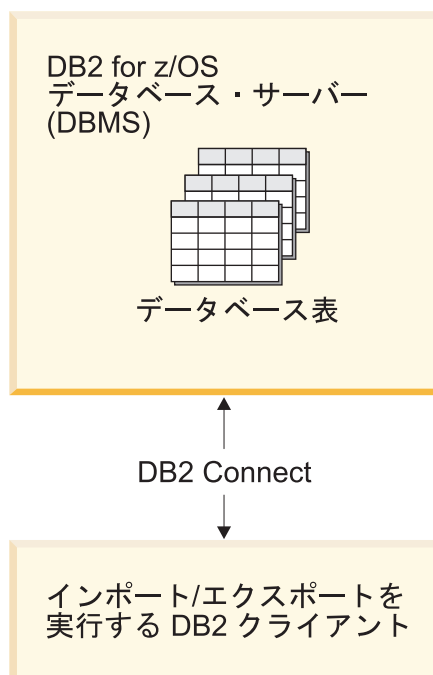 DB2 for z/OS
データベース・サーバー
(DBMS)
データベース表
DB2 Connect
インポート/エクスポートを
実行する DB2 クライアント